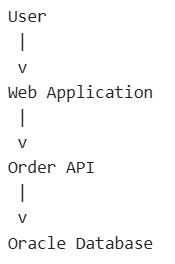 User
|
v
Web Application
|
v
Order API
|
v
Oracle Database